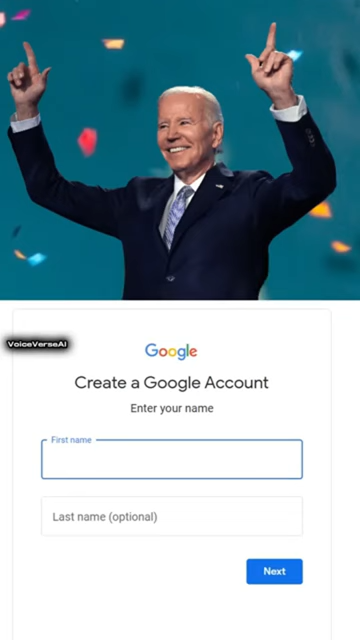 VoiceVerseAI
Google
Create a Google Account
Enter your name
First name
Last name (optional)
Next